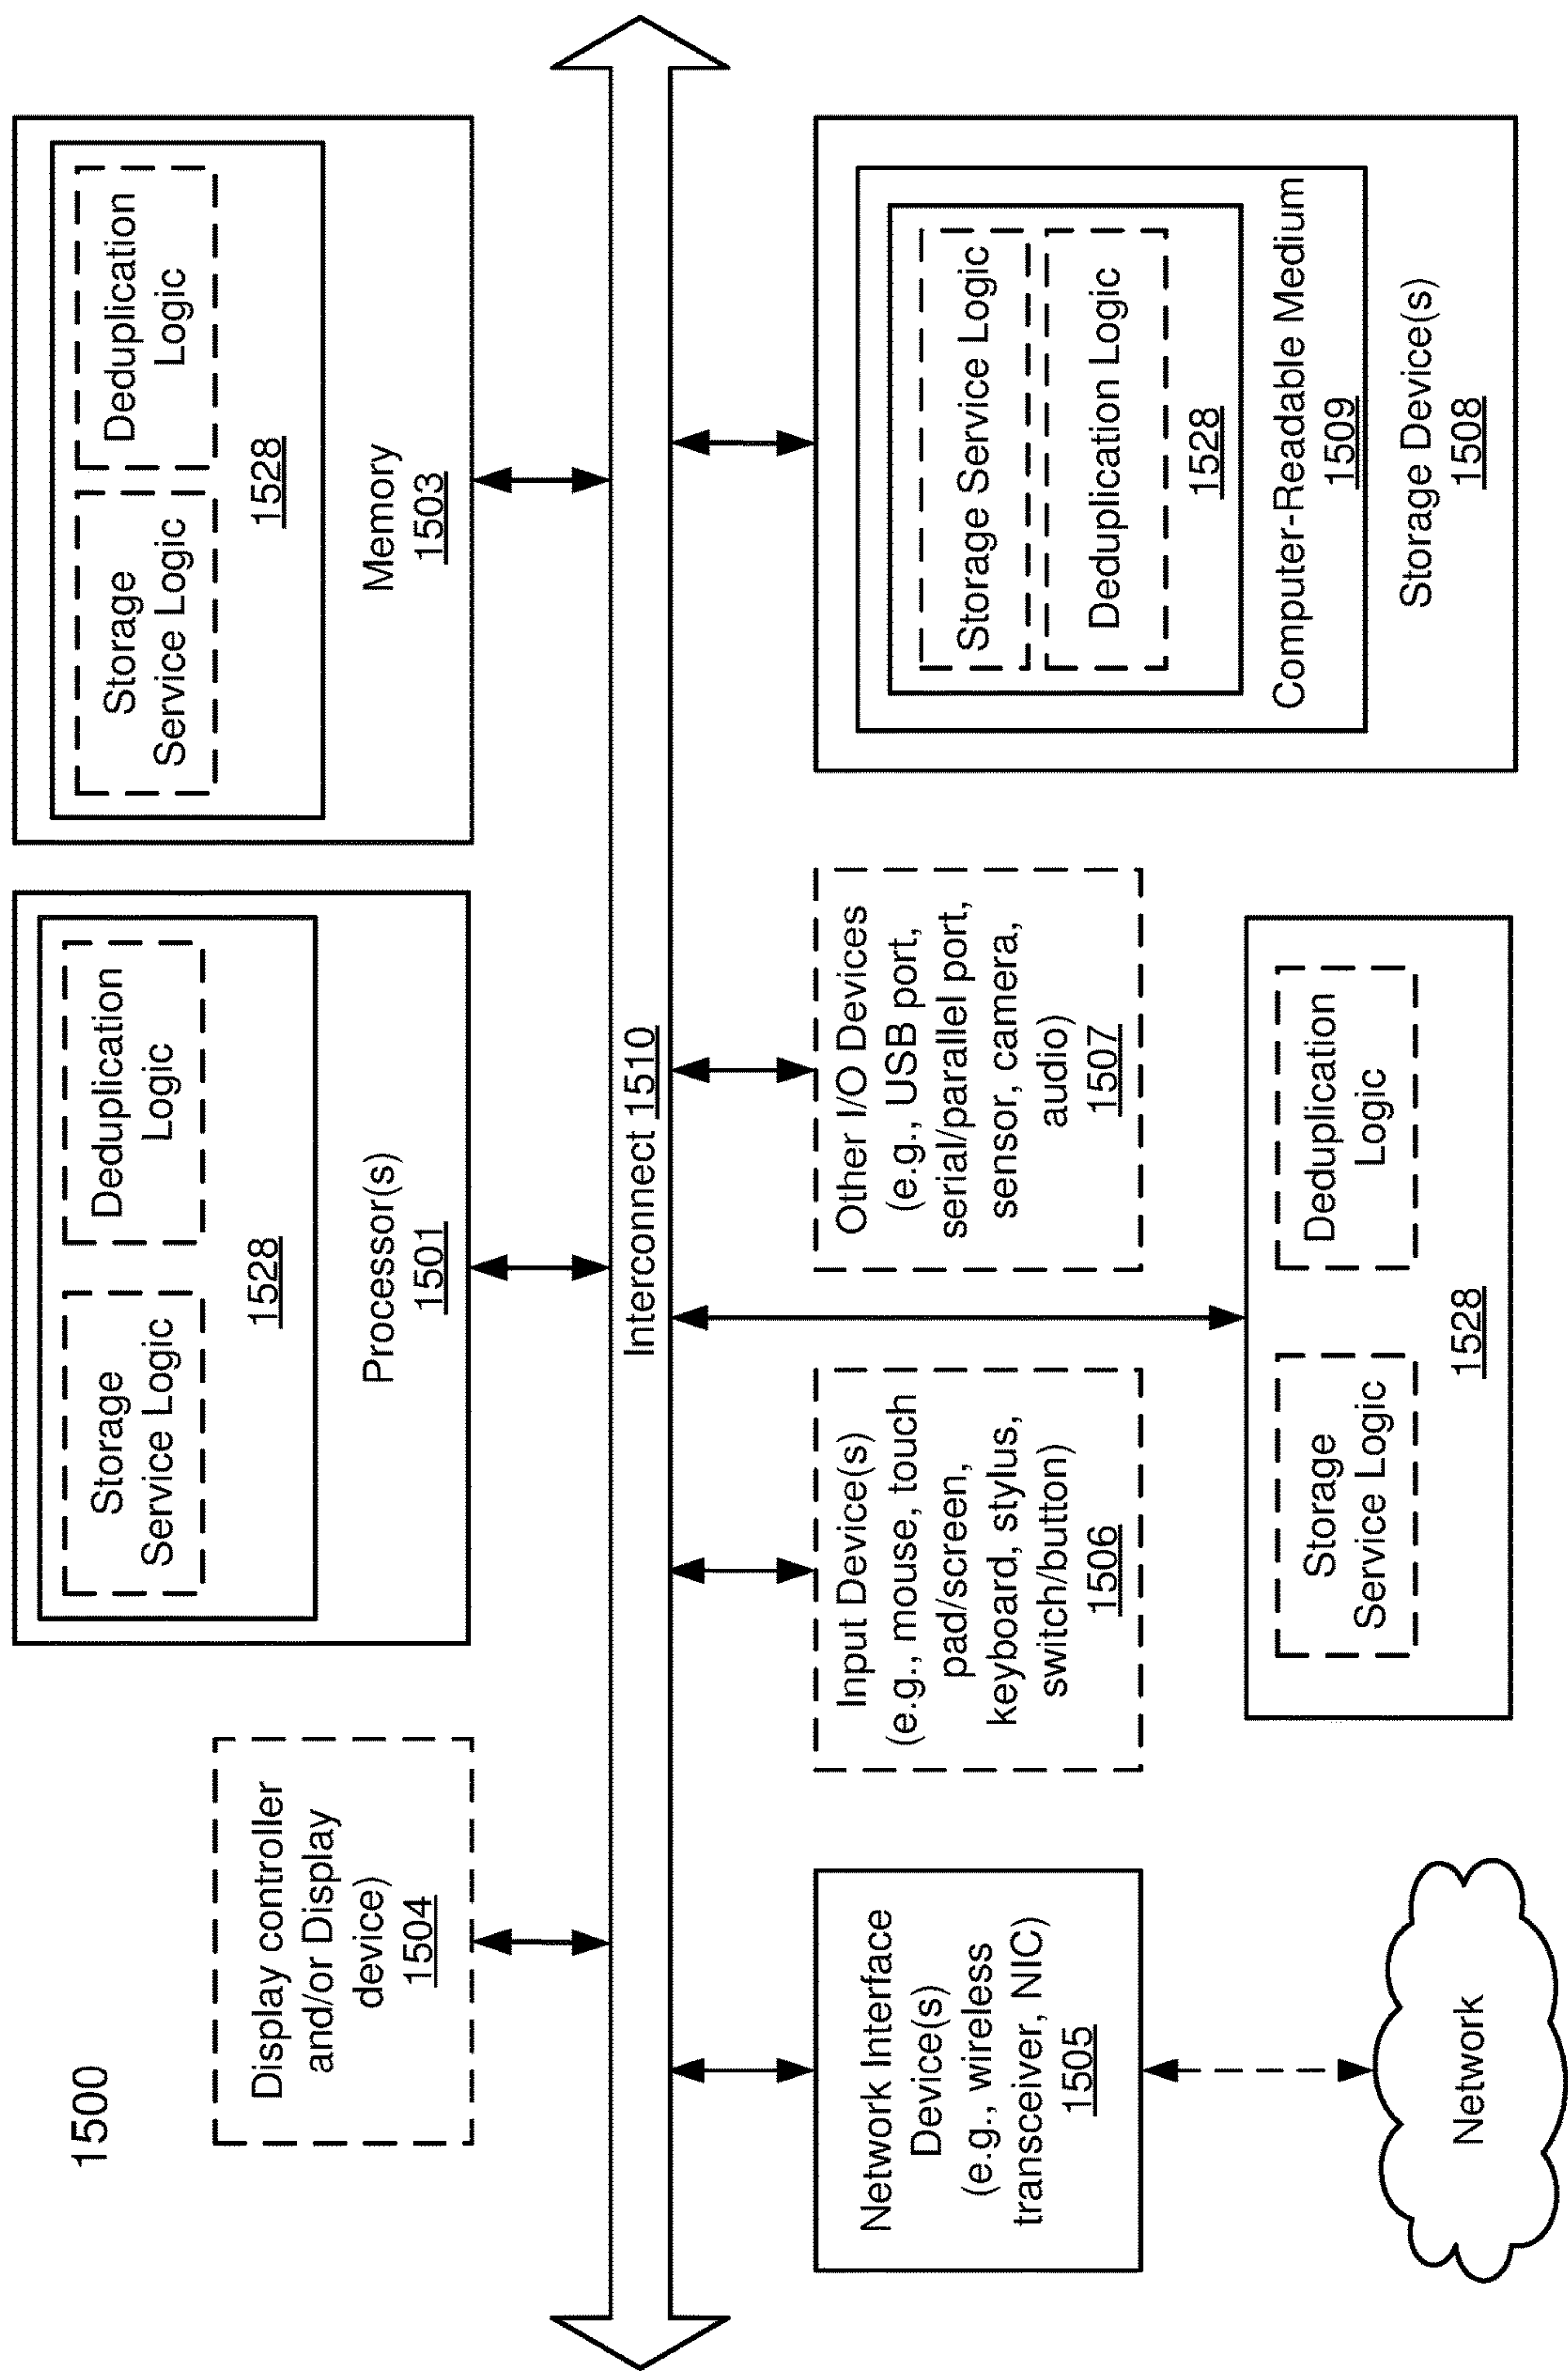 1500
Display controller
and/or Display
device)
1504
Storage
Service Logic
Deduplication
Logic
1528
Processor(s)
1501
Storage
Service Logic
Deduplication
Logic
1528
Memory
1503
Interconnect 1510
Network Interface
Device(s)
(e.g., wireless
transceiver, NIC)
1505
Network
Input Device(s)
(e.g., mouse, touch
pad/screen,
keyboard, stylus,
switch/button)
1506
Other I/O Devices
(e.g., USB port,
serial/parallel port,
sensor, camera,
audio)
1507
Storage
Service Logic
Deduplication
Logic
1528
Storage Service Logic
Deduplication Logic
1528
Computer-Readable Medium
1509
Storage Device(s)
1508